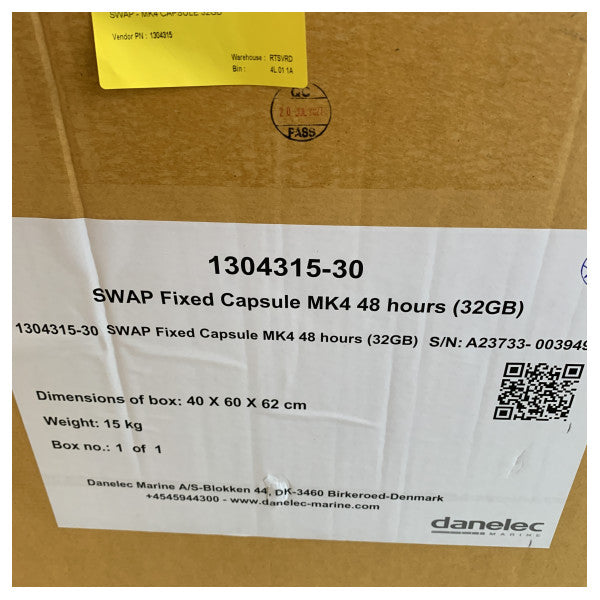 SWAP - MK4 CAPSULE 32GB
Vendor PN : 1304315
Warehouse : RTSVRD
Bin : 4L 01 1A
QC
PASS
1304315-30
SWAP Fixed Capsule MK4 48 hours (32GB)
1304315-30 SWAP Fixed Capsule MK4 48 hours (32GB) S/N: A23733- 003949
Dimensions of box: 40 X 60 X 62 cm
Weight: 15 kg
Box no.: 1 of 1
Danelec Marine A/S-Blokken 44, DK-3460 Birkeroed-Denmark
+4545944300 - www.danelec-marine.com
danelec
MARINE